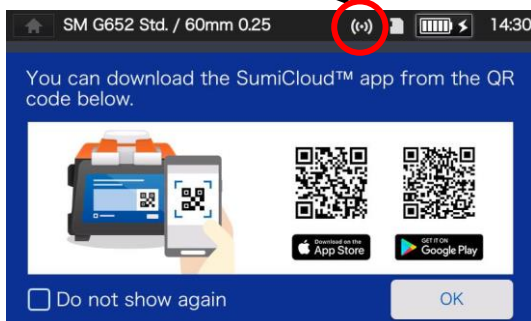 SM G652 Std. / 60mm 0.25
14:30
You can download the SumiCloud™ app from the QR
code below.
Download on the
App Store
GET IT ON
Google Play
Do not show again
OK